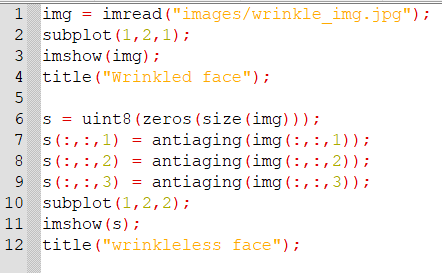 1 img = imread("images/wrinkle_img.jpg");
2 subplot(1,2,1);
3 imshow(img);
4 title("Wrinkled face");
5
6 s = uint8(zeros(size(img)));
7 s(:,:,1) = antiaging(img(:,:,1));
8 s(:,:,2) = antiaging(img(:,:,2));
9 s(:,:,3) = antiaging(img(:,:,3));
10 subplot(1,2,2);
11 imshow(s);
12 title("wrinkleless face");